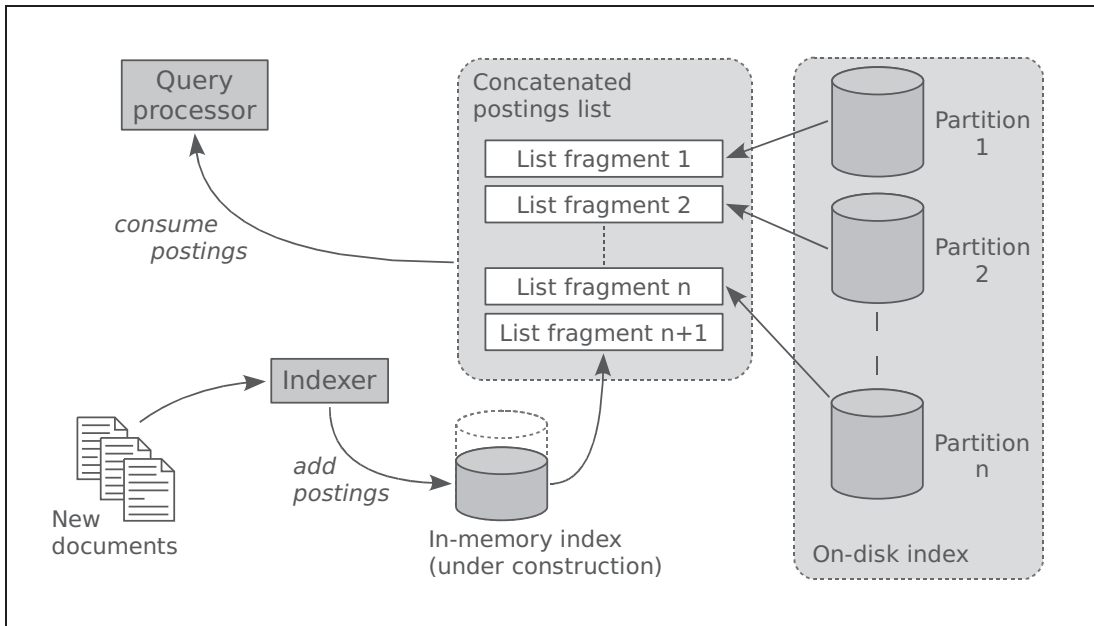 Query
processor
Concatenated
postings list
List fragment 1
List fragment 2
List fragment n
List fragment n+1
Partition
1
Partition
2
Partition
n
On-disk index
consume
postings
Indexer
add
postings
New
documents
In-memory index
(under construction)